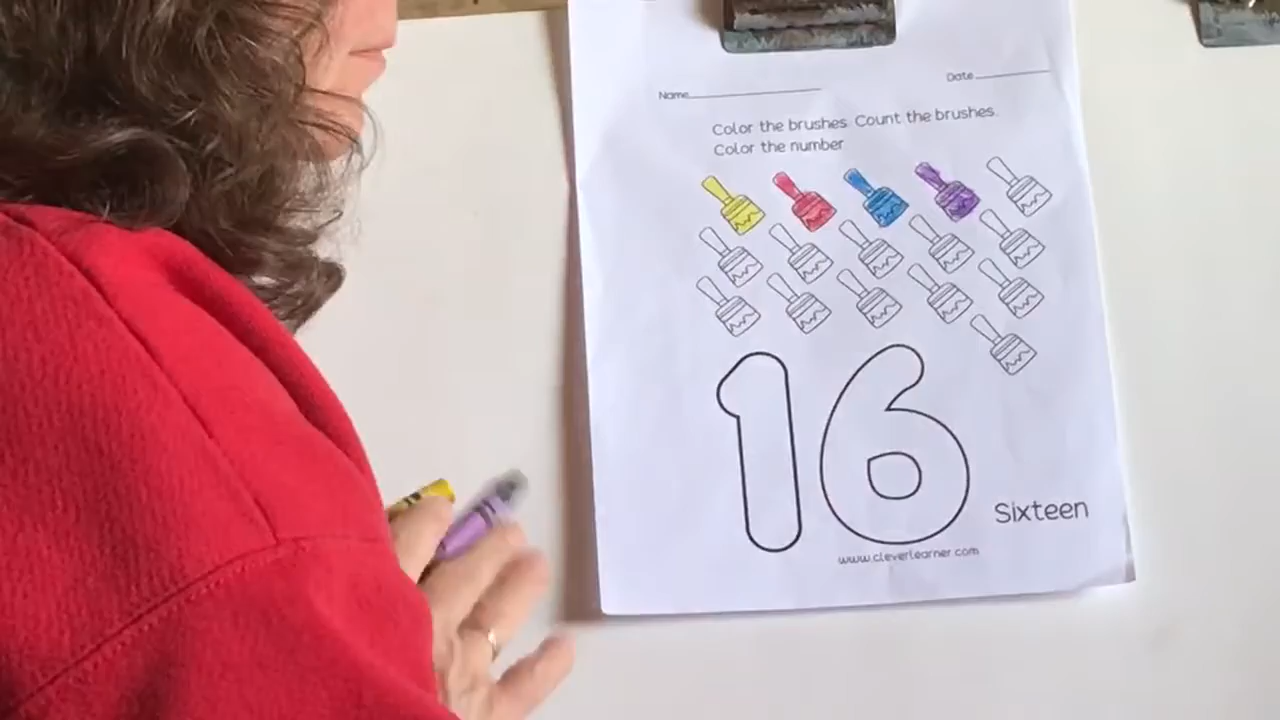 Name
Date
Color the brushes. Count the brushes.
Color the number
16
Sixteen
www.cleverlearner.com